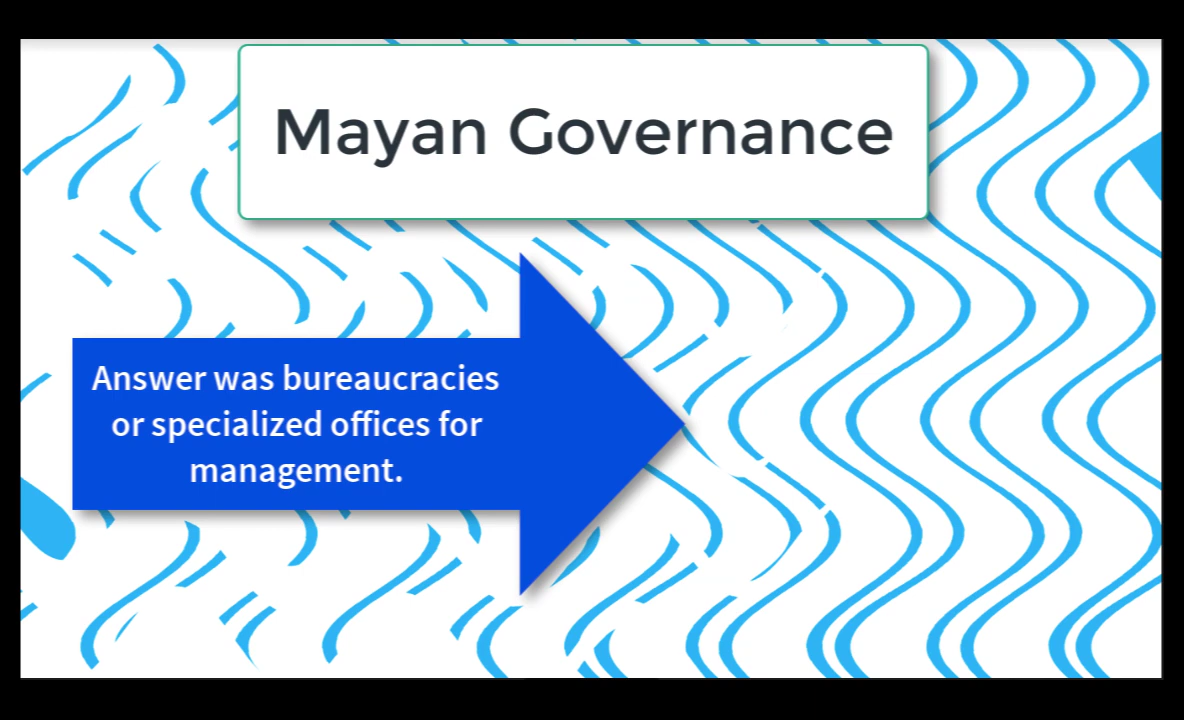 Mayan Governance
Answer was bureaucracies
or specialized offices for
management.